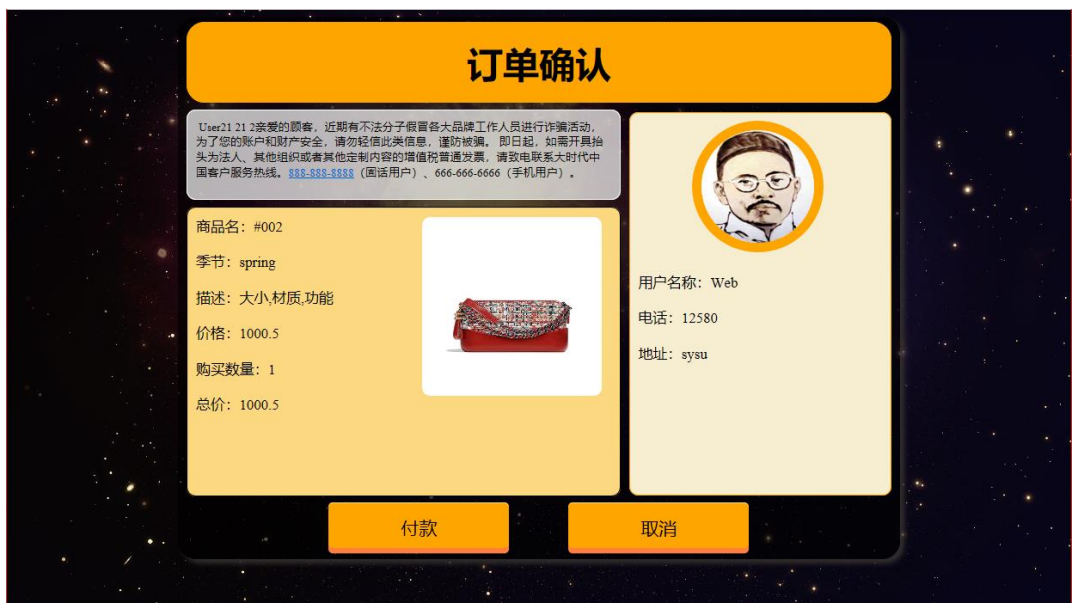 订单确认
User21 21 2亲爱的顾客，近期有不法分子假冒各大品牌工作人员进行诈骗活动，
为了您的账户和财产安全，请勿轻信此类信息，谨防被骗。 即日起，如需开具抬
头为法人、其他组织或者其他定制内容的增值税普通发票，请致电联系大时代中
国客户服务热线。888-888-8888（固话用户）、666-666-6666（手机用户）。
商品名：#002
季节：spring
描述：大小,材质,功能
价格：1000.5
购买数量：1
总价：1000.5
用户名称：Web
电话：12580
地址：sysu
付款
取消